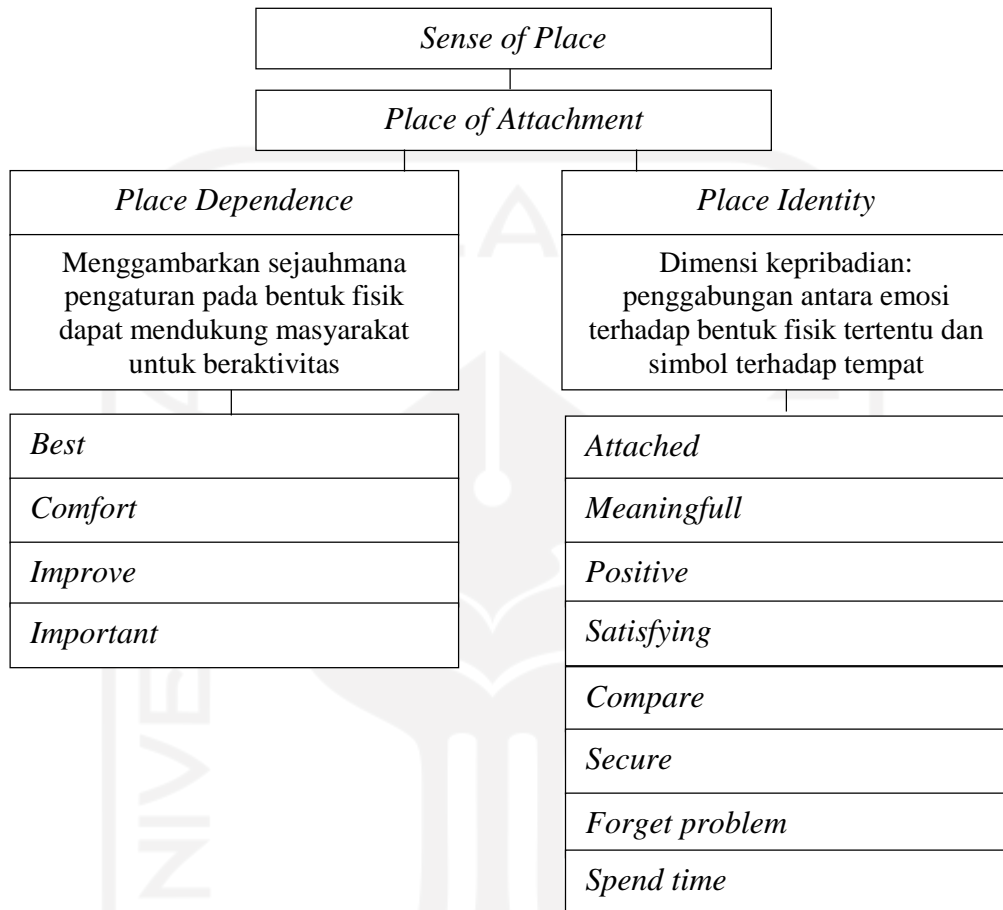 Sense of Place
Place of Attachment
Place Dependence
Menggambarkan sejauhmana
pengaturan pada bentuk fisik
dapat mendukung masyarakat
untuk beraktivitas
Best
Comfort
Improve
Important
Place Identity
Dimensi kepribadian:
penggabungan antara emosi
terhadap bentuk fisik tertentu dan
simbol terhadap tempat
Attached
Meaningfull
Positive
Satisfying
Compare
Secure
Forget problem
Spend time